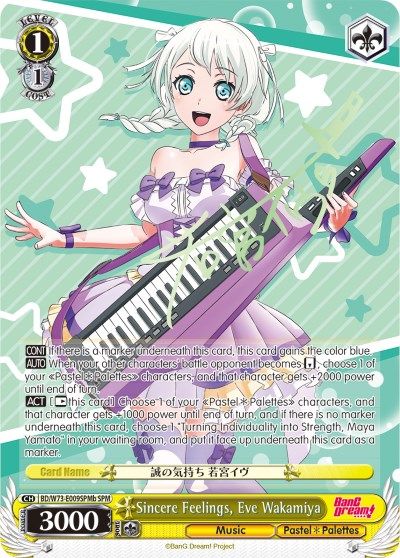 LEVEL
1
1
COST
CONT If there is a marker underneath this card, this card gains the color blue.
AUTO When your other characters' battle opponent becomes [ ], choose 1 of
your «Pastel＊Palettes» characters, and that character gets +2000 power
until end of turn.
ACT [ this card] Choose 1 of your «Pastel＊Palettes» characters, and
that character gets +1000 power until end of turn, and if there is no marker
underneath this card, choose 1 "Turning Individuality into Strength, Maya
Yamato" in your waiting room, and put it face up underneath this card as a
marker.
Card Name
誠の気持ち 若宮イヴ
BD/W73-E009SPMb SPM
3000
Sincere Feelings, Eve Wakamiya
BanG Dream!
Music
Pastel＊Palettes
©BanG Dream! Project